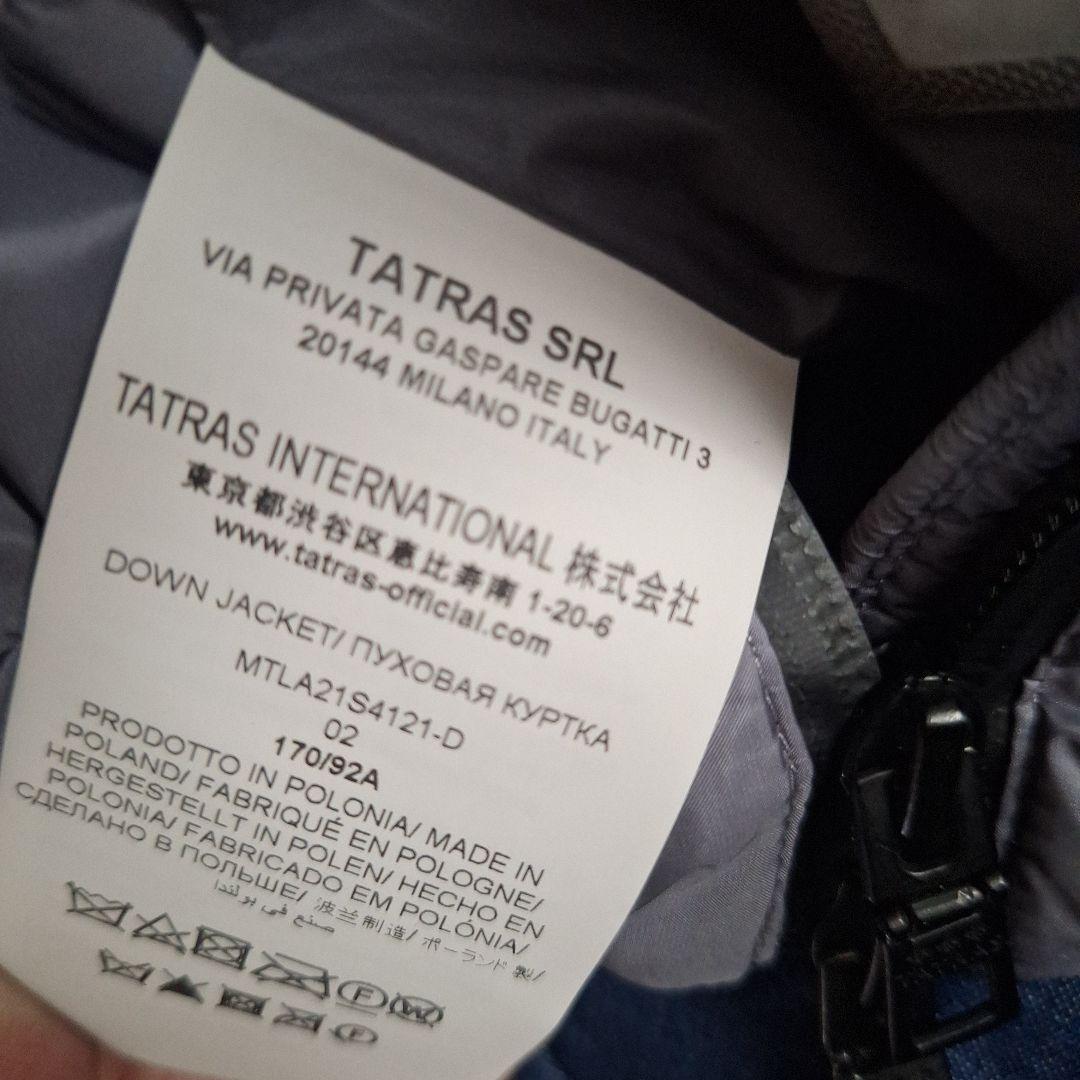 TATRAS SRL
VIA PRIVATA GASPARE BUGATTI 3
20144 MILANO ITALY
TATRAS INTERNATIONAL 株式会社
東京都渋谷区恵比寿南 1-20-6
www.tatras-official.com
DOWN JACKET/ ПУХОВАЯ КУРТКА
MTLA21S4121-D
02
170/92A
PRODOTTO IN POLONIA/ MADE IN
POLAND/ FABRIQUÉ EN POLOGNE/
HERGESTELLT IN POLEN/ HECHO EN
POLONIA/ FABRICADO EM POLÓNIA/
СДЕЛАНО В ПОЛЬШЕ/ 波兰制造/ ポーランド製/
صنع في بولندا
F W
F